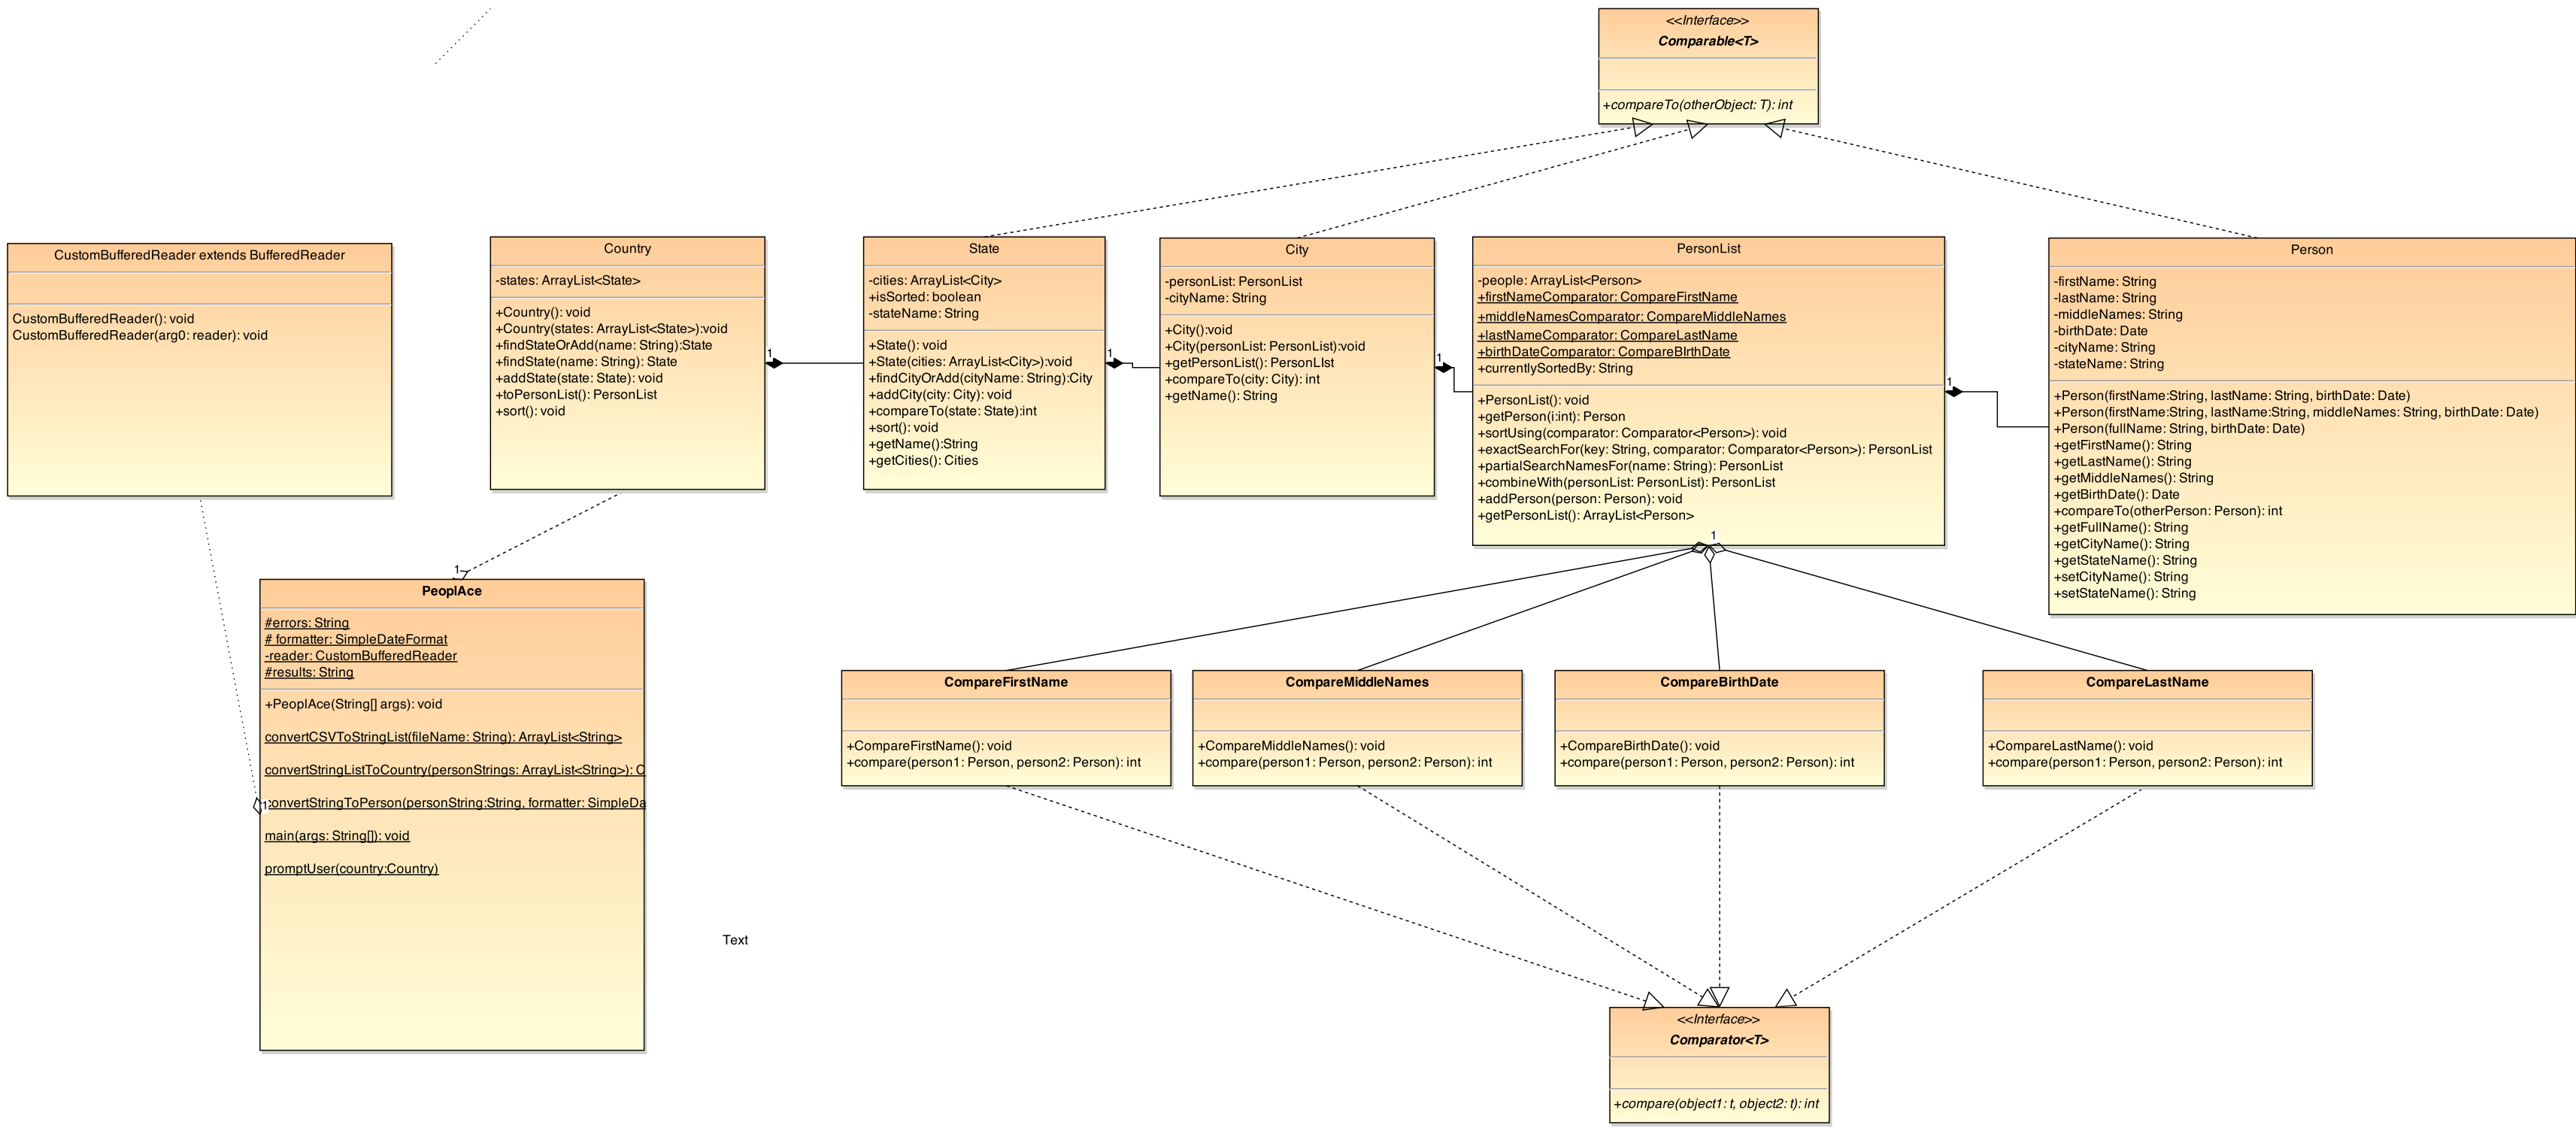 <<Interface>>
Comparable<T>
+compareTo(otherObject: T): int
CustomBufferedReader extends BufferedReader
CustomBufferedReader(): void
CustomBufferedReader(arg0: reader): void
Country
-states: ArrayList<State>
+Country(): void
+Country(states: ArrayList<State>):void
+findStateOrAdd(name: String):State
+findState(name: String): State
+addState(state: State): void
+toPersonList(): PersonList
+sort(): void
1
State
-cities: ArrayList<City>
+isSorted: boolean
-stateName: String
+State(): void
+State(cities: ArrayList<City>):void
+findCityOrAdd(cityName: String):City
+addCity(city: City): void
+compareTo(state: State):int
+sort(): void
+getName():String
+getCities(): Cities
1
City
-personList: PersonList
-cityName: String
+City():void
+City(personList: PersonList):void
+getPersonList(): PersonLIst
+compareTo(city: City): int
+getName(): String
1
PersonList
-people: ArrayList<Person>
+firstNameComparator: CompareFirstName
+middleNamesComparator: CompareMiddleNames
+lastNameComparator: CompareLastName
+birthDateComparator: CompareBIrthDate
+currentlySortedBy: String
+PersonList(): void
+getPerson(i:int): Person
+sortUsing(comparator: Comparator<Person>): void
+exactSearchFor(key: String, comparator: Comparator<Person>): PersonList
+partialSearchNamesFor(name: String): PersonList
+combineWith(personList: PersonList): PersonList
+addPerson(person: Person): void
+getPersonList(): ArrayList<Person>
1
1
Person
-firstName: String
-lastName: String
-middleNames: String
-birthDate: Date
-cityName: String
-stateName: String
+Person(firstName:String, lastName: String, birthDate: Date)
+Person(firstName:String, lastName:String, middleNames: String, birthDate: Date)
+Person(fullName: String, birthDate: Date)
+getFirstName(): String
+getLastName(): String
+getMiddleNames(): String
+getBirthDate(): Date
+compareTo(otherPerson: Person): int
+getFullName(): String
+getCityName(): String
+getStateName(): String
+setCityName(): String
+setStateName(): String
1
PeoplAce
#errors: String
# formatter: SimpleDateFormat
-reader: CustomBufferedReader
#results: String
+PeoplAce(String[] args): void
convertCSVToStringList(fileName: String): ArrayList<String>
convertStringListToCountry(personStrings: ArrayList<String>): C
1
convertStringToPerson(personString:String, formatter: SimpleDa
main(args: String[]): void
promptUser(country:Country)
CompareFirstName
+CompareFirstName(): void
+compare(person1: Person, person2: Person): int
CompareMiddleNames
+CompareMiddleNames(): void
+compare(person1: Person, person2: Person): int
CompareBirthDate
+CompareBirthDate(): void
+compare(person1: Person, person2: Person): int
CompareLastName
+CompareLastName(): void
+compare(person1: Person, person2: Person): int
Text
<<Interface>>
Comparator<T>
+compare(object1: t, object2: t): int